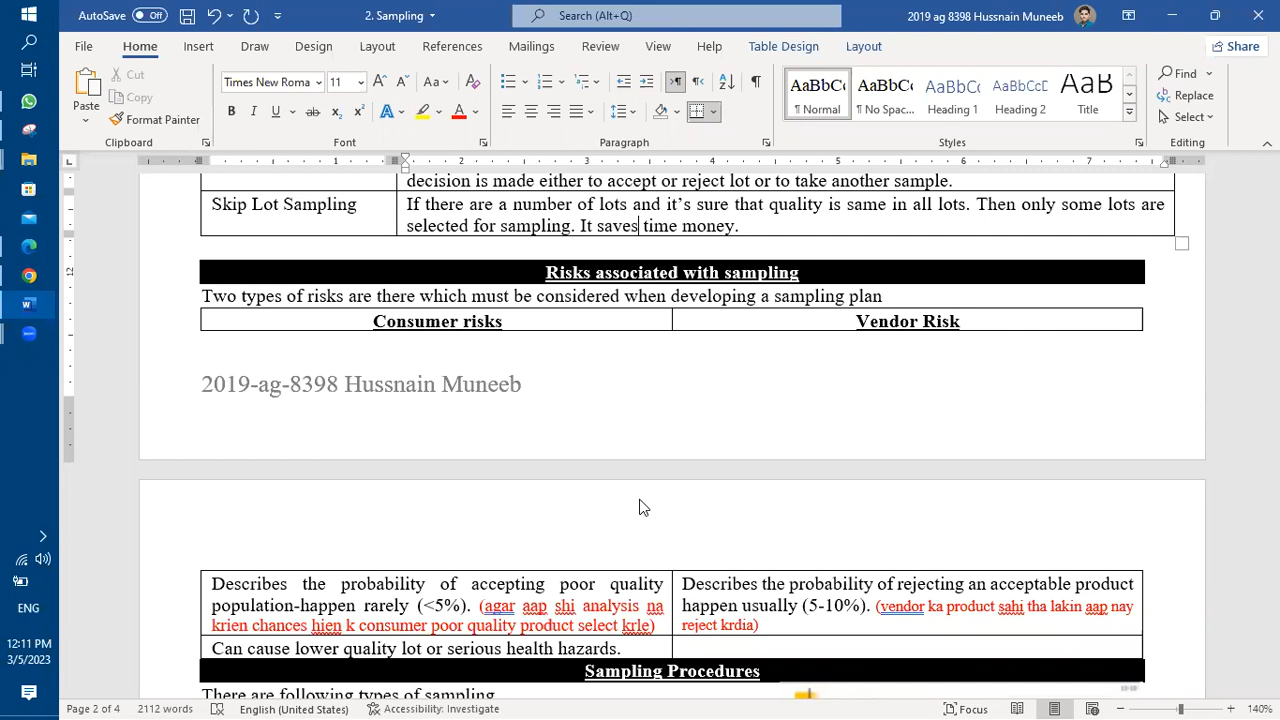 AutoSave Off 2. Sampling Search (Alt+Q) 2019 ag 8398 Hussnain Muneeb
File Home Insert Draw Design Layout References Mailings Review View Help Table Design Layout Share
Paste Cut Copy Format Painter Times New Roma 11 Aa AaBbCc AaBbCc AaBbCc AaBbCc AaB Find Replace Select
¶ Normal ¶ No Spac... Heading 1 Heading 2 Title
Clipboard Font Paragraph Styles Editing
1 2 3 4 5 6 7
decision is made either to accept or reject lot or to take another sample.
Skip Lot Sampling If there are a number of lots and it's sure that quality is same in all lots. Then only some lots are
selected for sampling. It saves time money.
Risks associated with sampling
Two types of risks are there which must be considered when developing a sampling plan
Consumer risks Vendor Risk
2019-ag-8398 Hussnain Muneeb
Describes the probability of accepting poor quality
population-happen rarely (<5%). (agar aap shi analysis na
krien chances hien k consumer poor quality product select krle)
Describes the probability of rejecting an acceptable product
happen usually (5-10%). (vendor ka product sahi tha lakin aap nay
reject krdia)
Can cause lower quality lot or serious health hazards.
Sampling Procedures
There are following types of sampling
ENG
12:11 PM
3/5/2023
Page 2 of 4 2112 words English (United States) Accessibility: Investigate Focus 140%